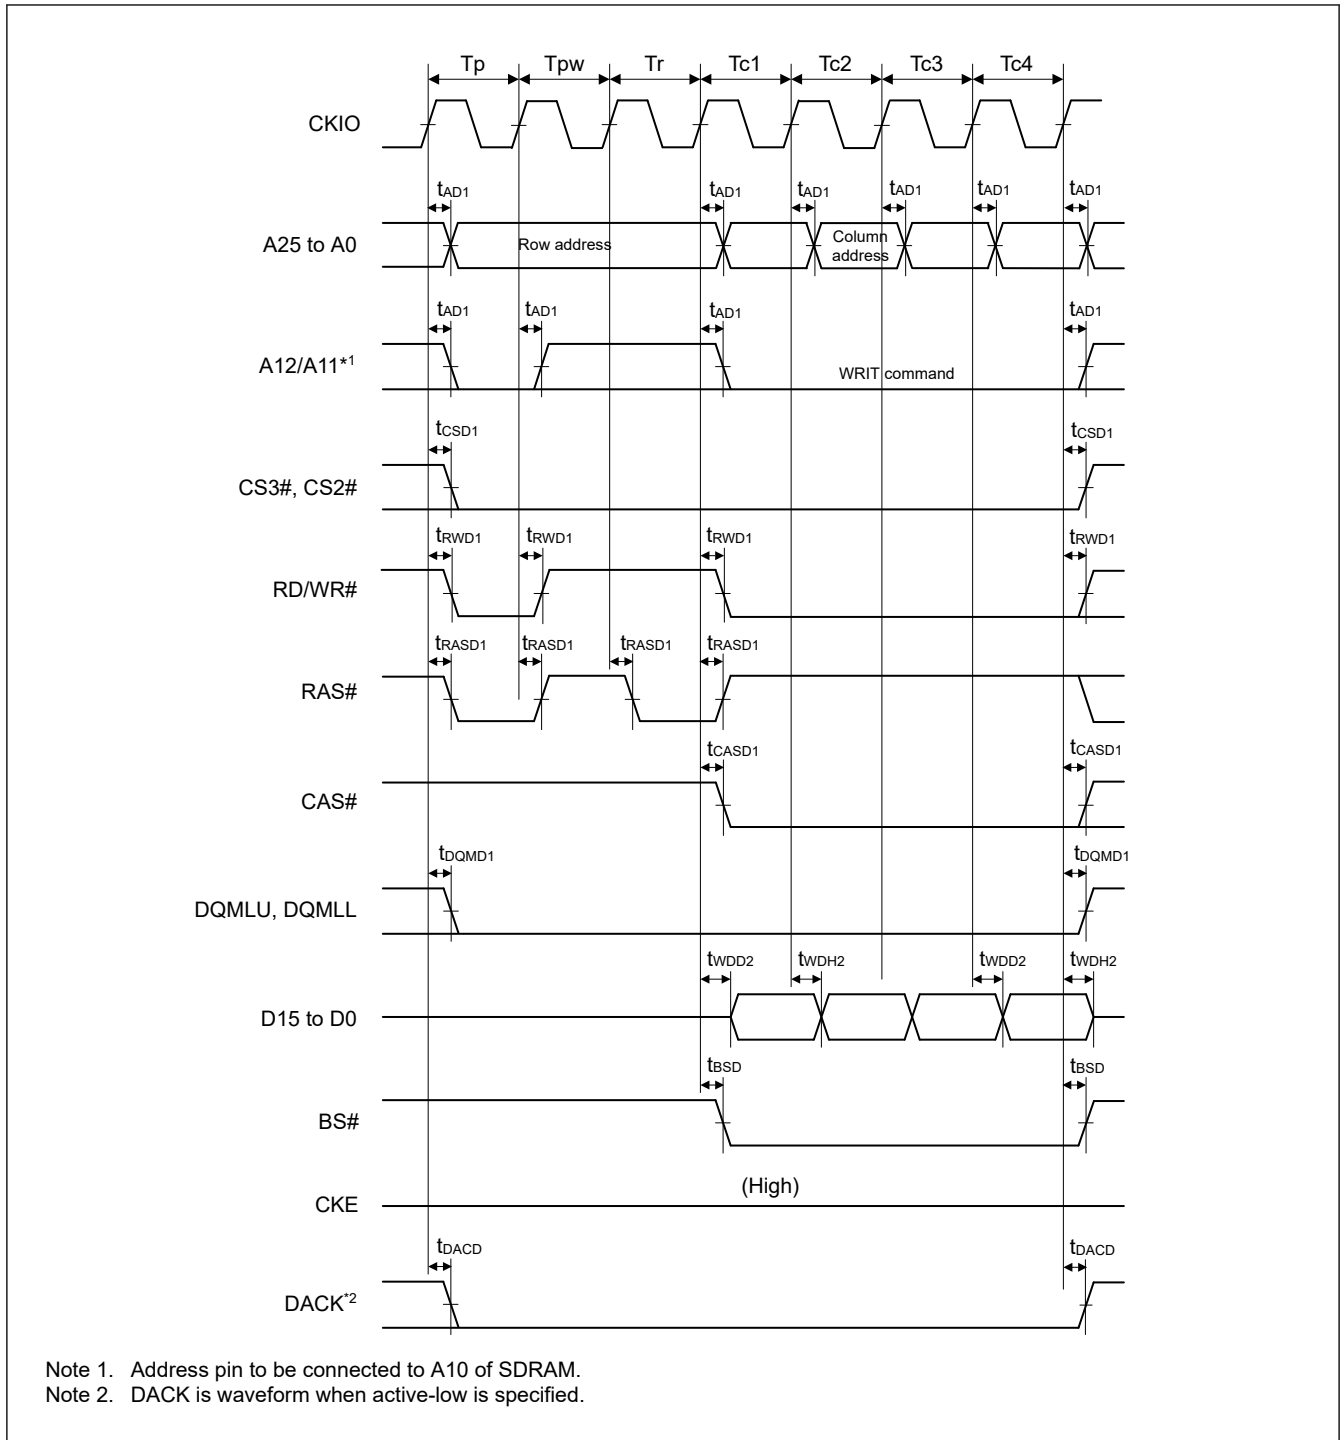 Tp Tpw Tr Tc1 Tc2 Tc3 Tc4
CKIO
tAD1 tAD1 tAD1 tAD1 tAD1 tAD1
A25 to A0
Row address
Column
address
tAD1 tAD1 tAD1 tAD1
A12/A11*1
WRIT command
tCSD1 tCSD1
CS3#, CS2#
tRWD1 tRWD1 tRWD1 tRWD1
RD/WR#
tRASD1 tRASD1 tRASD1 tRASD1
RAS#
tCASD1 tCASD1
CAS#
tDQMD1 tDQMD1
DQMLU, DQMLL
tWDD2 tWDH2 tWDD2 tWDH2
D15 to D0
tBSD tBSD
BS#
(High)
CKE
tDACD tDACD
DACK*2
Note 1. Address pin to be connected to A10 of SDRAM.
Note 2. DACK is waveform when active-low is specified.